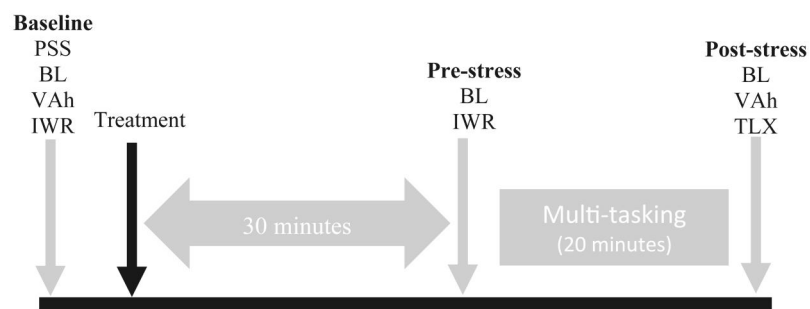 Baseline
PSS
BL
VAh
IWR
Treatment
30 minutes
Pre-stress
BL
IWR
Multi-tasking
(20 minutes)
Post-stress
BL
VAh
TLX